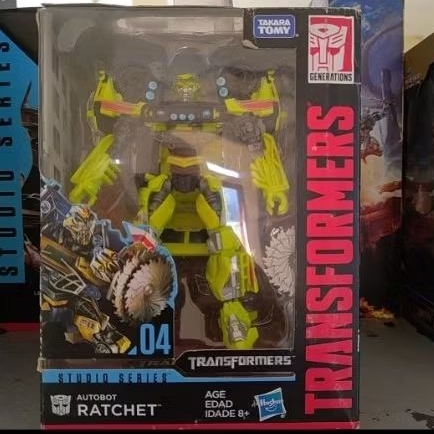 TAKARA
TOMY
GENERATIONS
STUDIO SERIES
TRANSFORMERS
04
TRANSFORMERS
STUDIO SERIES
AUTOBOT
RATCHET
AGE
EDAD
IDADE 8+
Hasbro